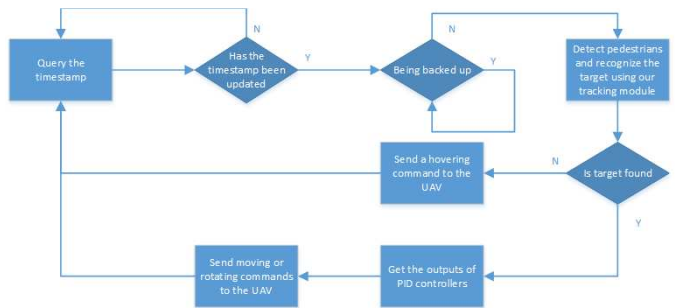 N
N
Query the
timestamp
Has the
timestamp been
updated
Y
Being backed up
Y
Detect pedestrians
and recognize the
target using our
tracking module
Send a hovering
command to the
UAV
N
Is target found
Y
Send moving or
rotating commands
to the UAV
Get the outputs of
PID controllers